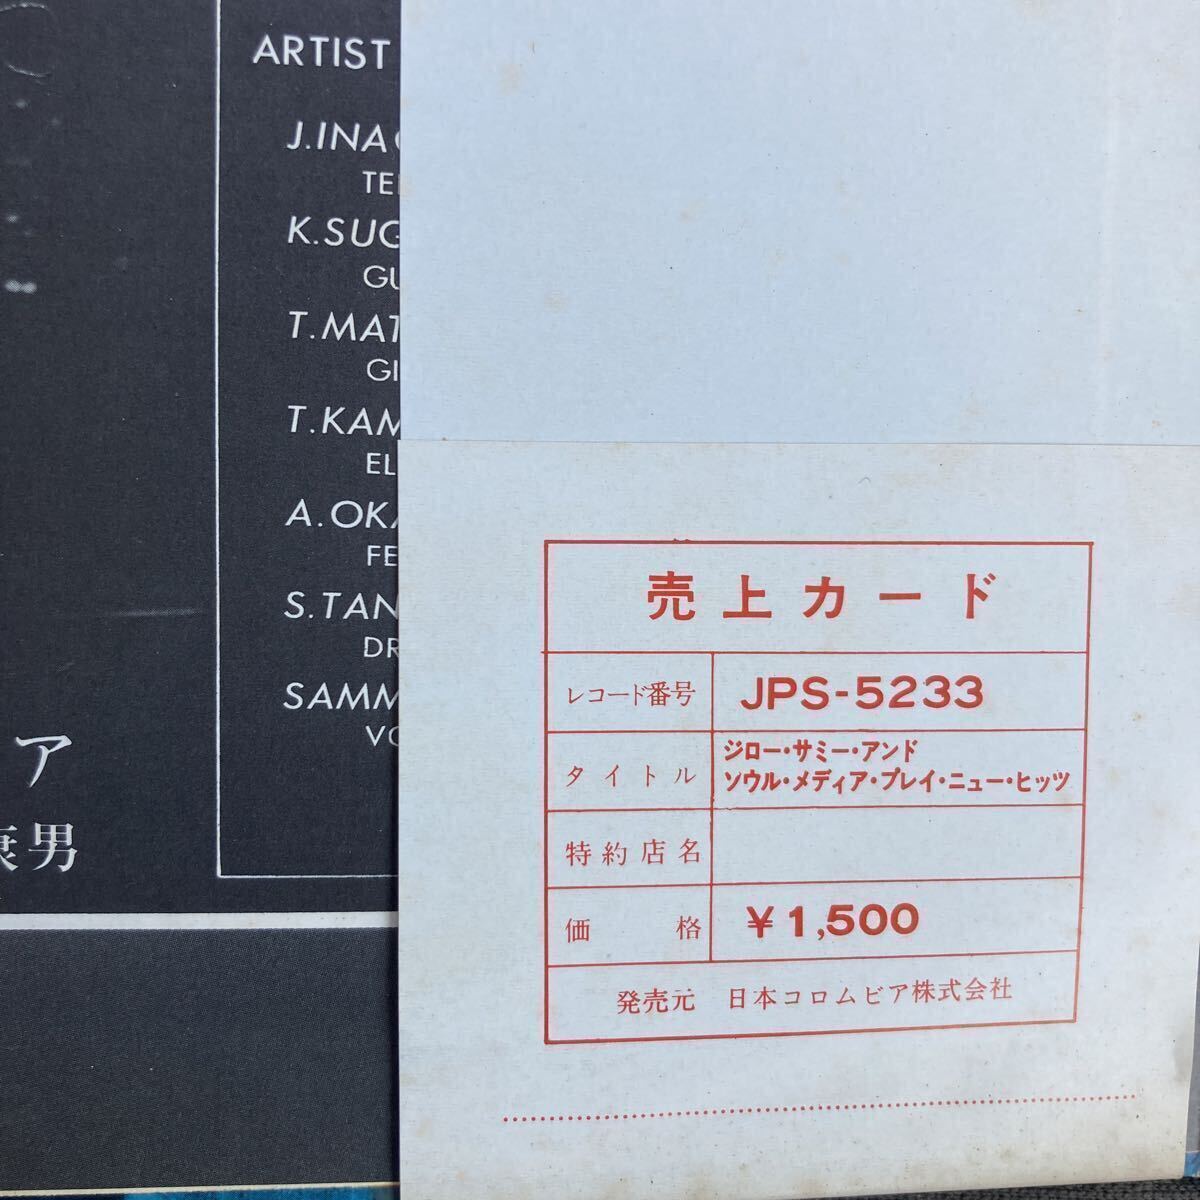 ARTIST
J.INAG
TEN
K.SUG
GU
T.MAT
GI
T.KAM
EL
A.OKA
FE
S.TAN
DR
SAMM
VO
ア
康男
売上カード
レコード番号 JPS-5233
タイトル ジロー・サミー・アンド
ソウル・メディア・プレイ・ニュー・ヒッツ
特約店名
価格 ¥1,500
発売元 日本コロムビア株式会社